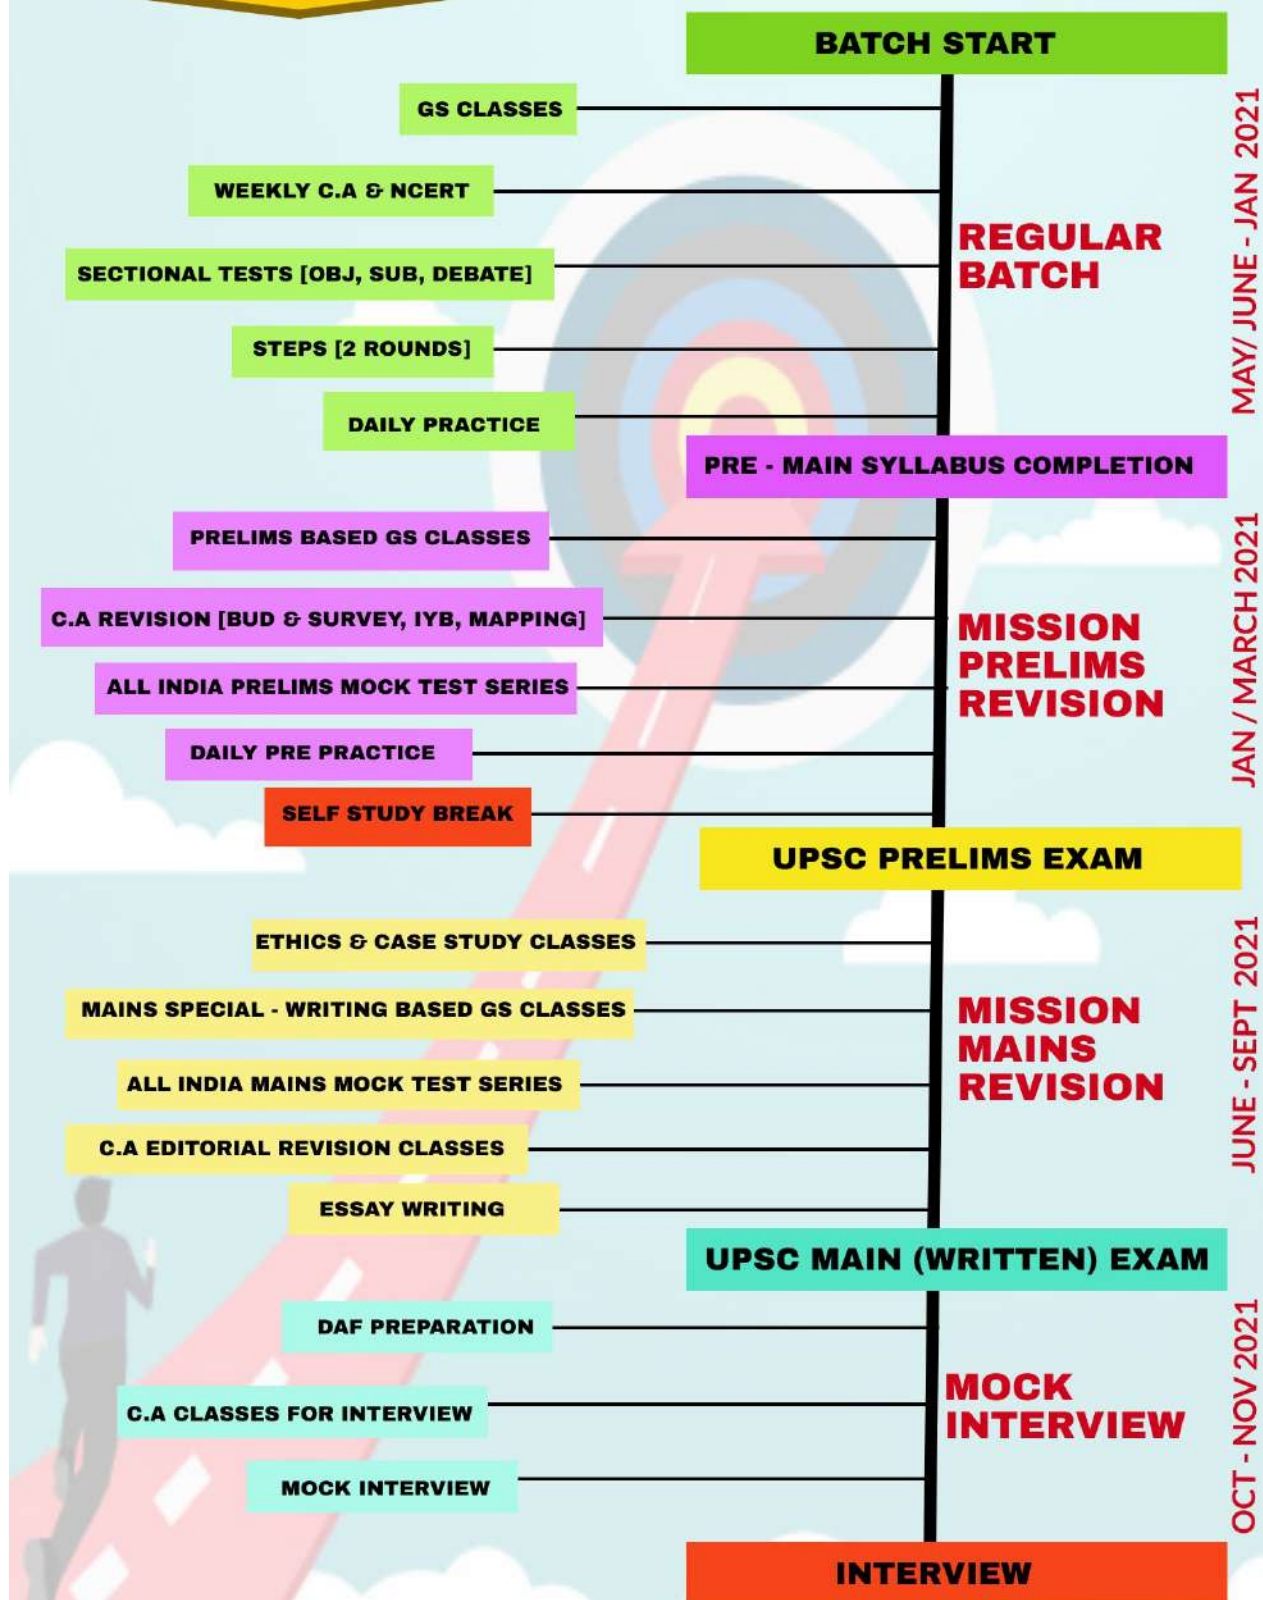 BATCH START
GS CLASSES
WEEKLY C.A & NCERT
SECTIONAL TESTS [OBJ, SUB, DEBATE]
STEPS [2 ROUNDS]
DAILY PRACTICE
REGULAR
BATCH
MAY/ JUNE - JAN 2021
PRE - MAIN SYLLABUS COMPLETION
PRELIMS BASED GS CLASSES
C.A REVISION [BUD & SURVEY, IYB, MAPPING]
ALL INDIA PRELIMS MOCK TEST SERIES
DAILY PRE PRACTICE
SELF STUDY BREAK
MISSION
PRELIMS
REVISION
JAN / MARCH 2021
UPSC PRELIMS EXAM
ETHICS & CASE STUDY CLASSES
MAINS SPECIAL - WRITING BASED GS CLASSES
ALL INDIA MAINS MOCK TEST SERIES
C.A EDITORIAL REVISION CLASSES
ESSAY WRITING
MISSION
MAINS
REVISION
JUNE - SEPT 2021
UPSC MAIN (WRITTEN) EXAM
DAF PREPARATION
C.A CLASSES FOR INTERVIEW
MOCK INTERVIEW
MOCK
INTERVIEW
OCT - NOV 2021
INTERVIEW